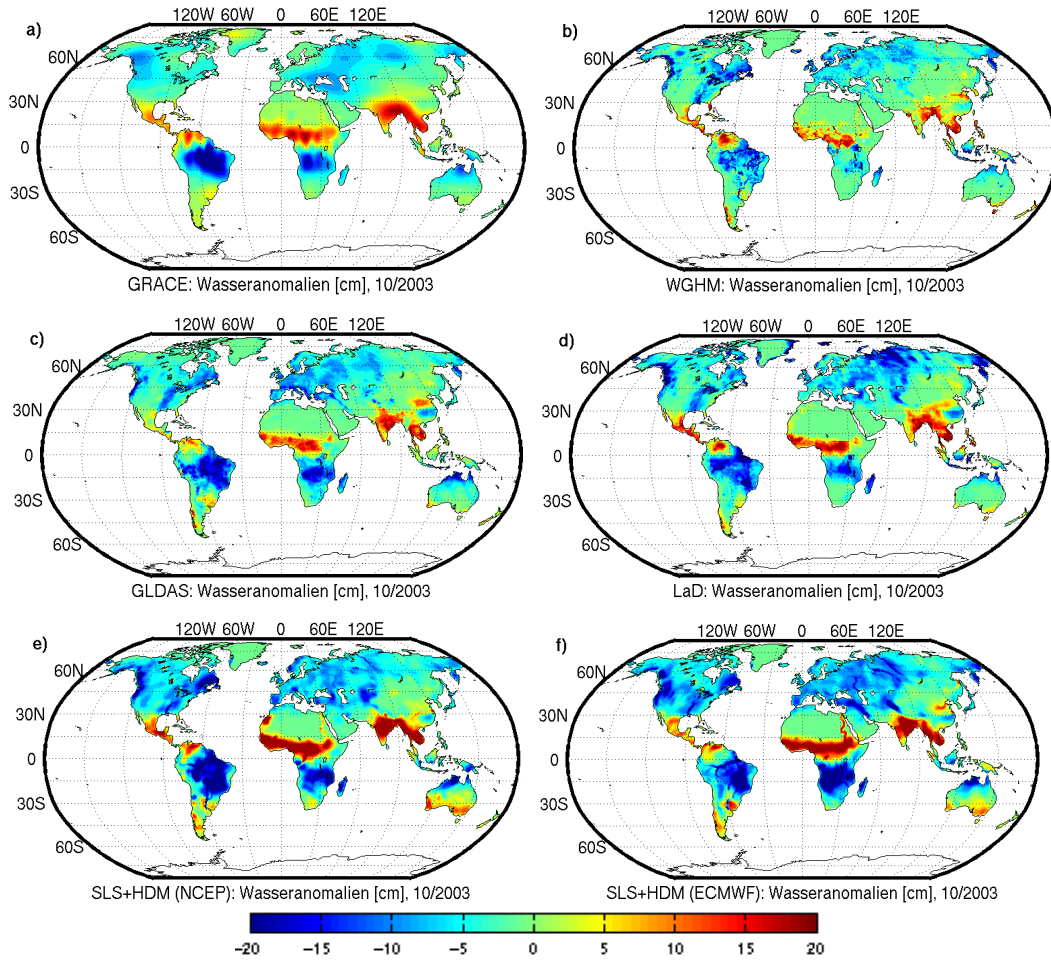 120W 60W 0 60E 120E
a)
60N
30N
0
30S
60S
GRACE: Wasseranomalien [cm], 10/2003
120W 60W 0 60E 120E
b)
60N
30N
0
30S
60S
WGHM: Wasseranomalien [cm], 10/2003
120W 60W 0 60E 120E
c)
60N
30N
0
30S
60S
GLDAS: Wasseranomalien [cm], 10/2003
120W 60W 0 60E 120E
d)
60N
30N
0
30S
60S
LaD: Wasseranomalien [cm], 10/2003
120W 60W 0 60E 120E
e)
60N
30N
0
30S
60S
SLS+HDM (NCEP): Wasseranomalien [cm], 10/2003
120W 60W 0 60E 120E
f)
60N
30N
0
30S
60S
SLS+HDM (ECMWF): Wasseranomalien [cm], 10/2003
−20 −15 −10 −5 0 5 10 15 20